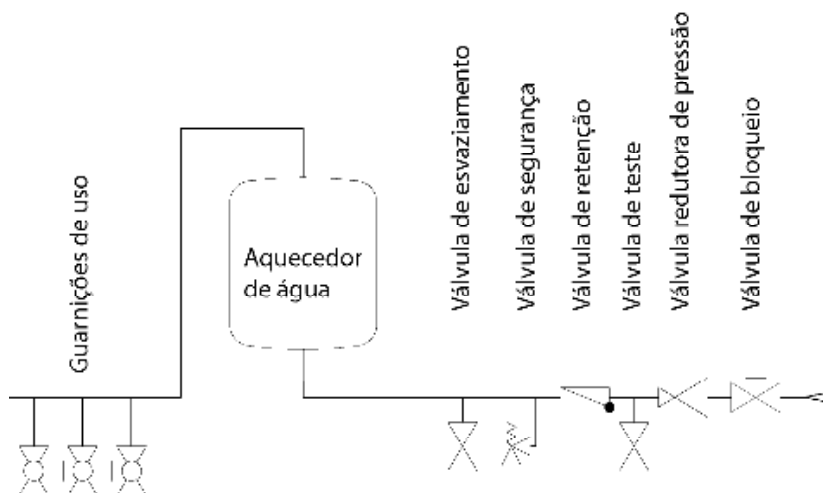 Guarnições de uso
Aquecedor
de água
Válvula de esvaziamento
Válvula de segurança
Válvula de retenção
Válvula de teste
Válvula redutora de pressão
Válvula de bloqueio